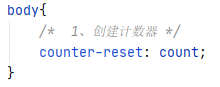 body{
/* 1、创建计数器 */
counter-reset: count;
}